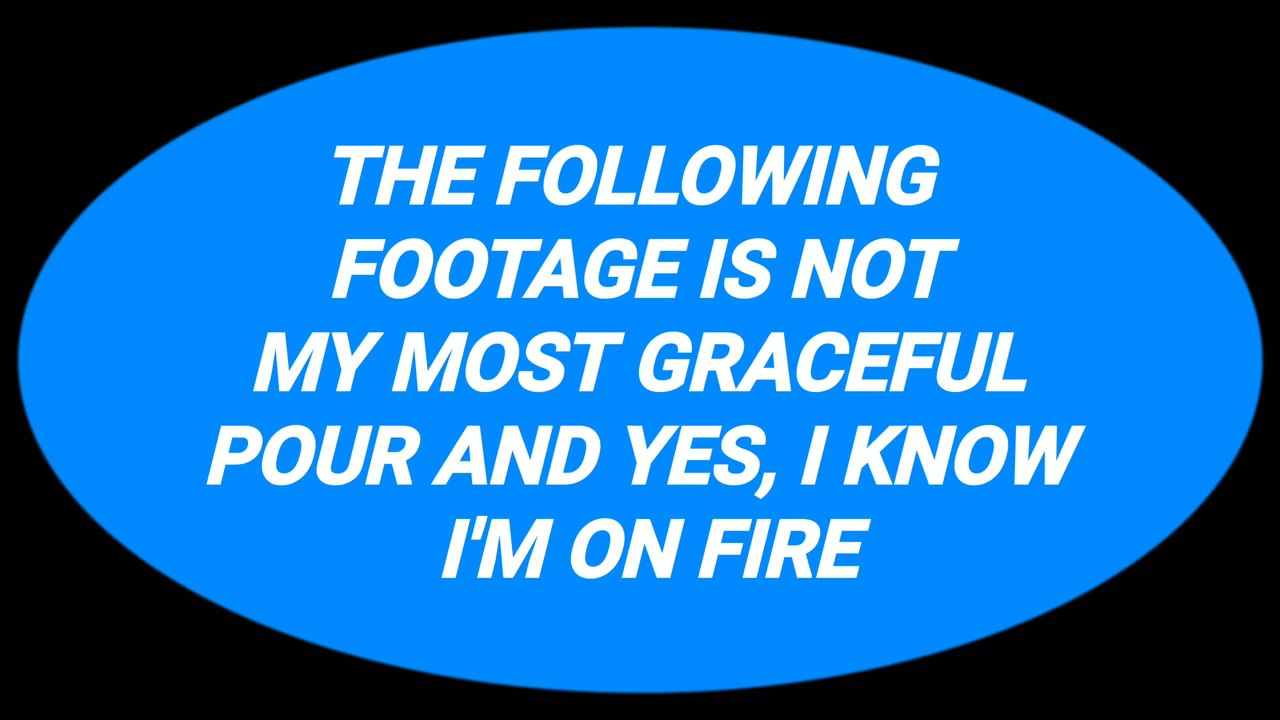 THE FOLLOWING
FOOTAGE IS NOT
MY MOST GRACEFUL
POUR AND YES, I KNOW
I'M ON FIRE